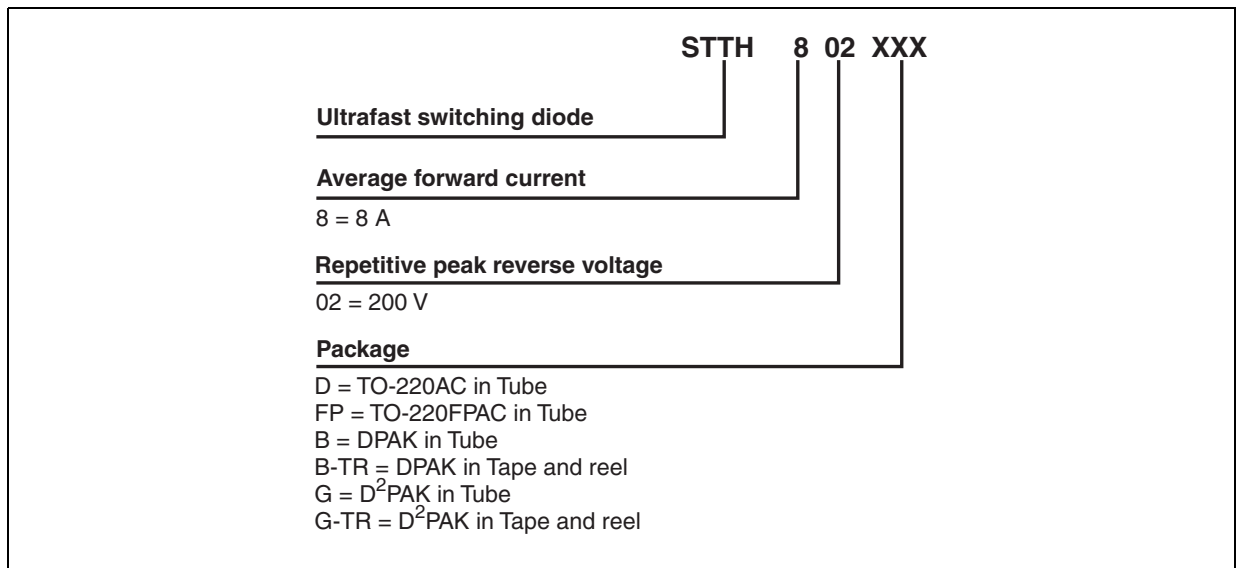 STTH 8 02 XXX
Ultrafast switching diode
Average forward current
8 = 8 A
Repetitive peak reverse voltage
02 = 200 V
Package
D = TO-220AC in Tube
FP = TO-220FPAC in Tube
B = DPAK in Tube
B-TR = DPAK in Tape and reel
G = D²PAK in Tube
G-TR = D²PAK in Tape and reel